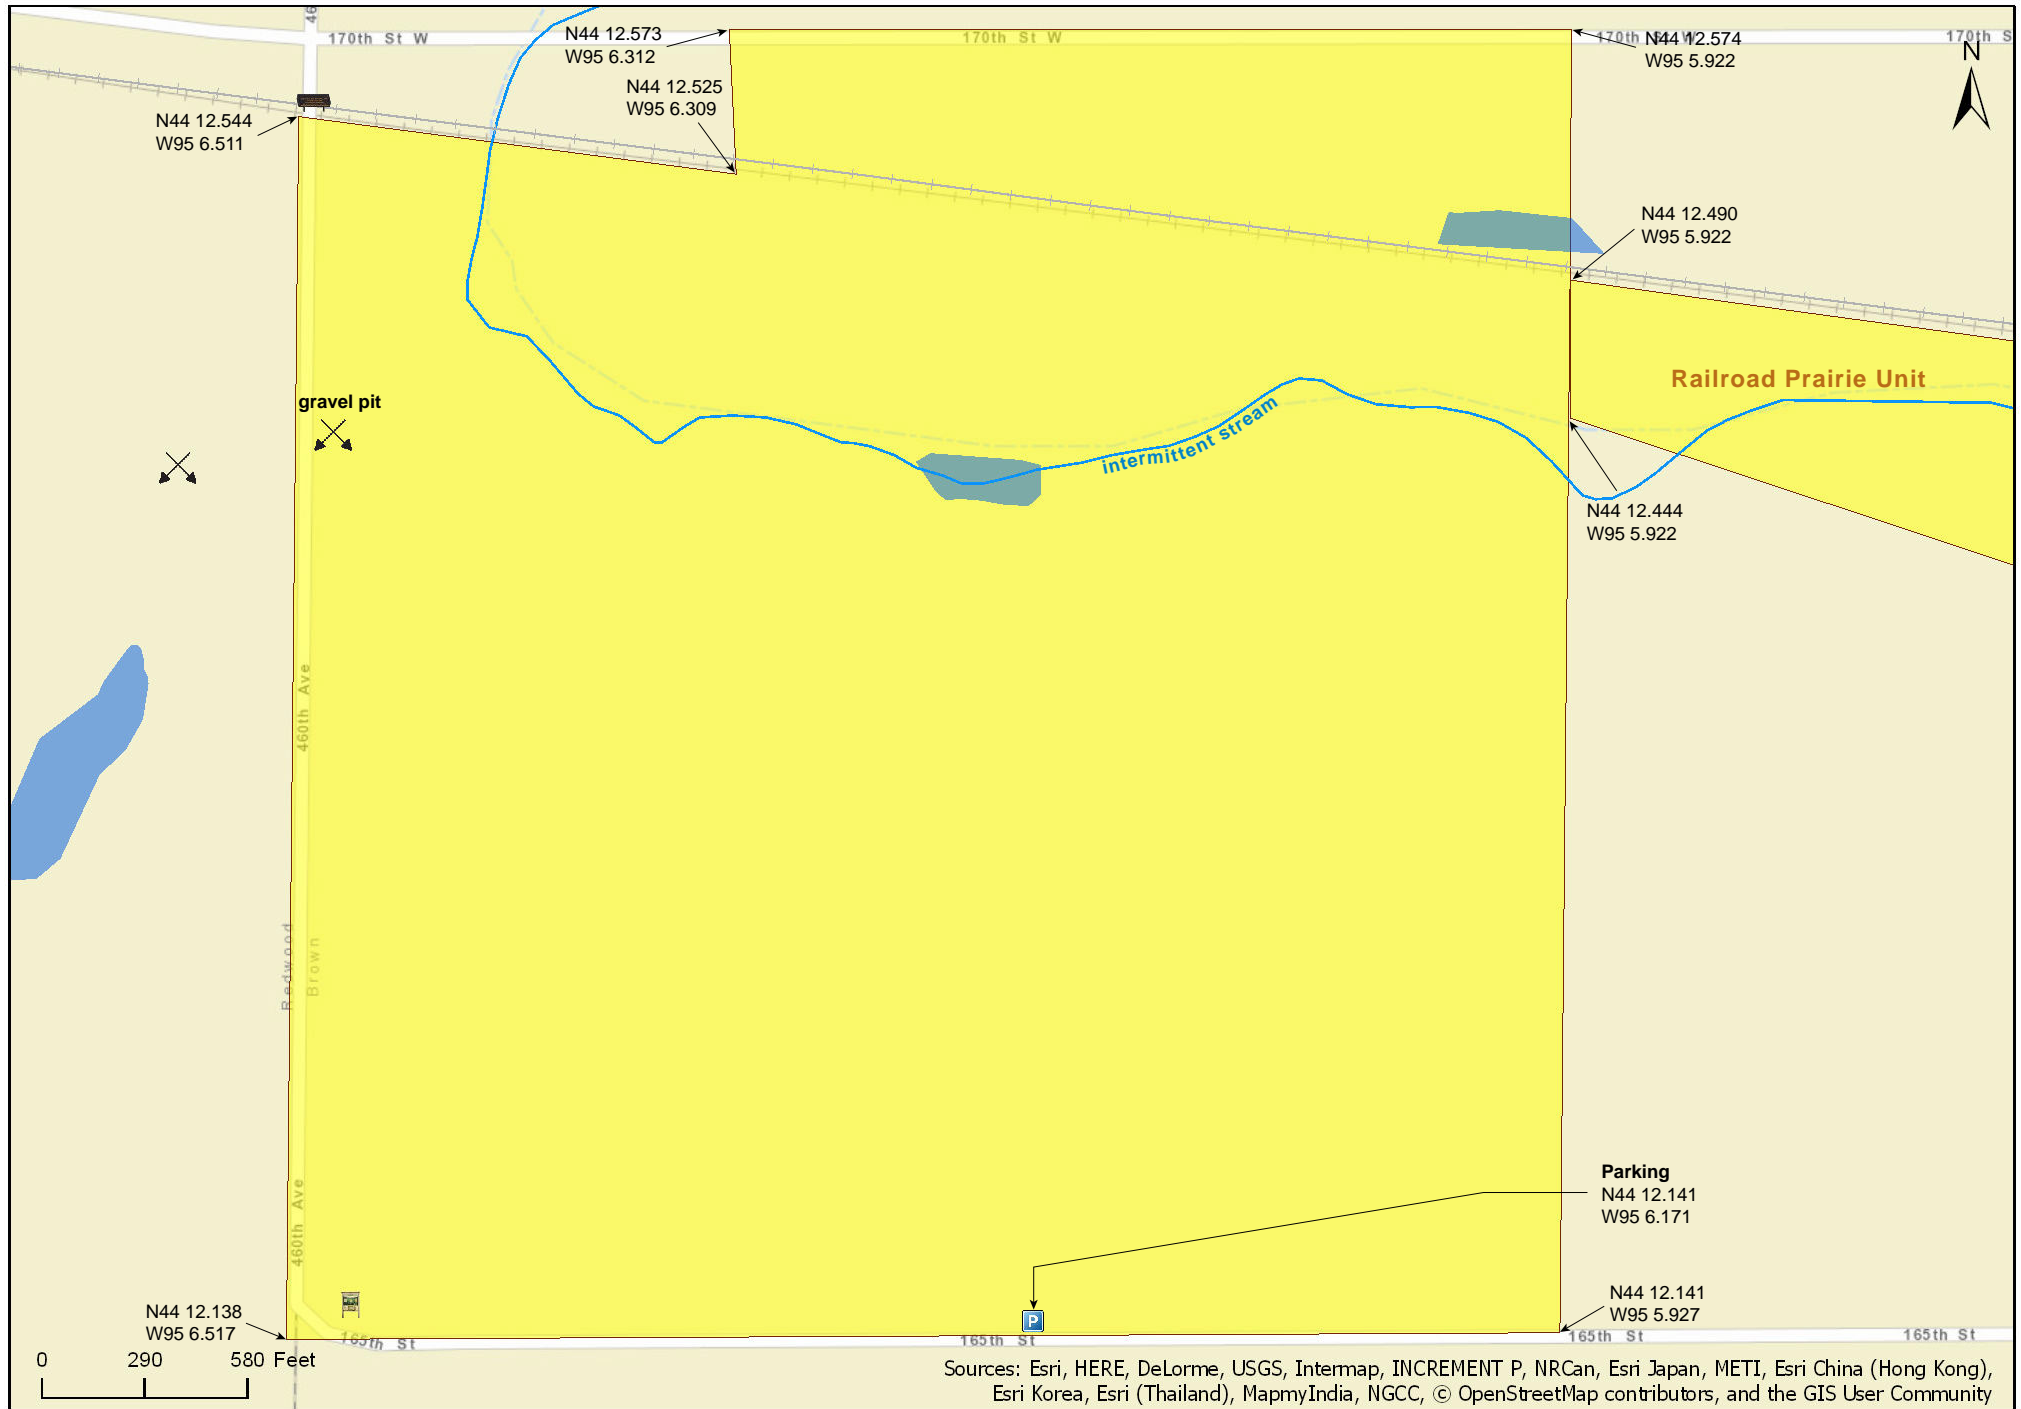 46
170th St W
N44 12.573
W95 6.312
170th St W
170th St W
N44 12.574
W95 5.922
170th S
N
N44 12.525
W95 6.309
N44 12.544
W95 6.511
N44 12.490
W95 5.922
Railroad Prairie Unit
gravel pit
intermittent stream
N44 12.444
W95 5.922
460th Ave
Redwood
Brown
460th Ave
Parking
N44 12.141
W95 6.171
N44 12.138
W95 6.517
P
N44 12.141
W95 5.927
165th St
165th St
165th St
165th St
0 290 580 Feet
Sources: Esri, HERE, DeLorme, USGS, Intermap, INCREMENT P, NRCan, Esri Japan, METI, Esri China (Hong Kong),
Esri Korea, Esri (Thailand), MapmyIndia, NGCC, © OpenStreetMap contributors, and the GIS User Community